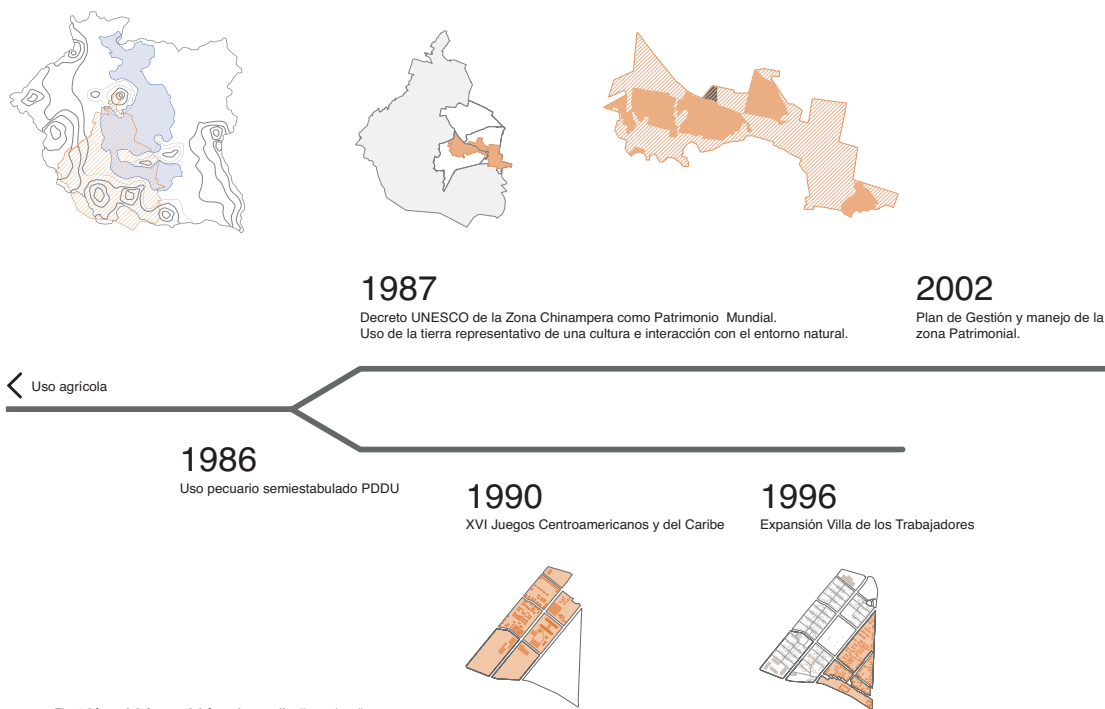 1987
Decreto UNESCO de la Zona Chinampera como Patrimonio Mundial.
Uso de la tierra representativo de una cultura e interacción con el entorno natural.
2002
Plan de Gestión y manejo de la
zona Patrimonial.
Uso agrícola
1986
Uso pecuario semiestabulado PDDU
1990
XVI Juegos Centroamericanos y del Caribe
1996
Expansión Villa de los Trabajadores